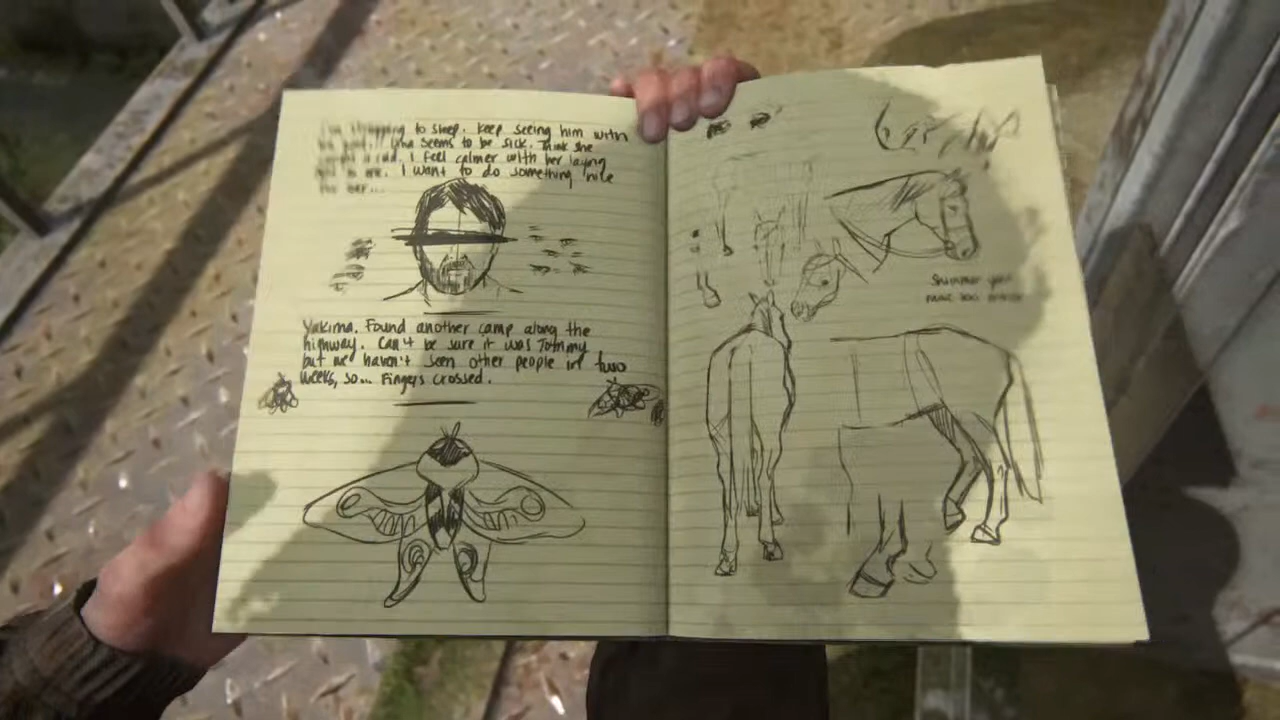 to sleep. Keep seeing him with
seems to be sick. Think she
I feel calmer with her laying
I want to do something nice
Yakima. Found another camp along the
highway. Can't be sure it was Tommy
but we haven't seen other people in two
weeks, so... Fingers crossed.